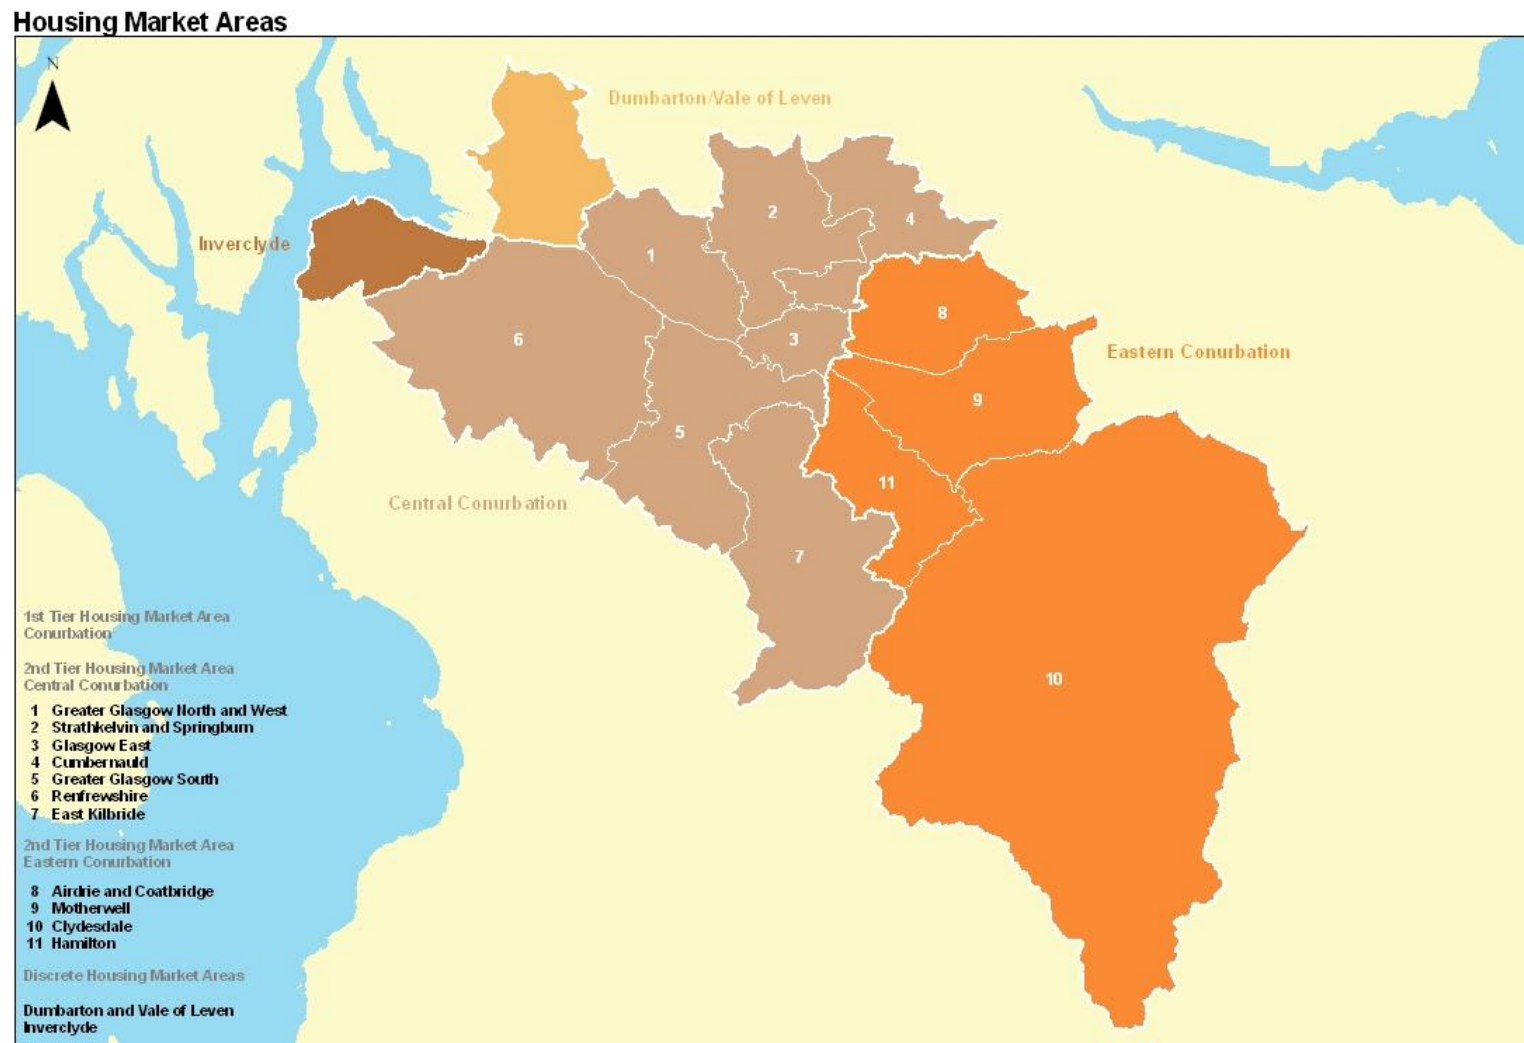 Housing Market Areas
N
Dumbarton/Vale of Leven
2
4
Inverclyde
1
8
6
3
Eastern Conurbation
9
5
11
Central Conurbation
7
10
1st Tier Housing Market Area
Conurbation
2nd Tier Housing Market Area
Central Conurbation
1 Greater Glasgow North and West
2 Strathkelvin and Springburn
3 Glasgow East
4 Cumbernauld
5 Greater Glasgow South
6 Renfrewshire
7 East Kilbride
2nd Tier Housing Market Area
Eastern Conurbation
8 Airdrie and Coatbridge
9 Motherwell
10 Clydesdale
11 Hamilton
Discrete Housing Market Areas
Dumbarton and Vale of Leven
Inverclyde